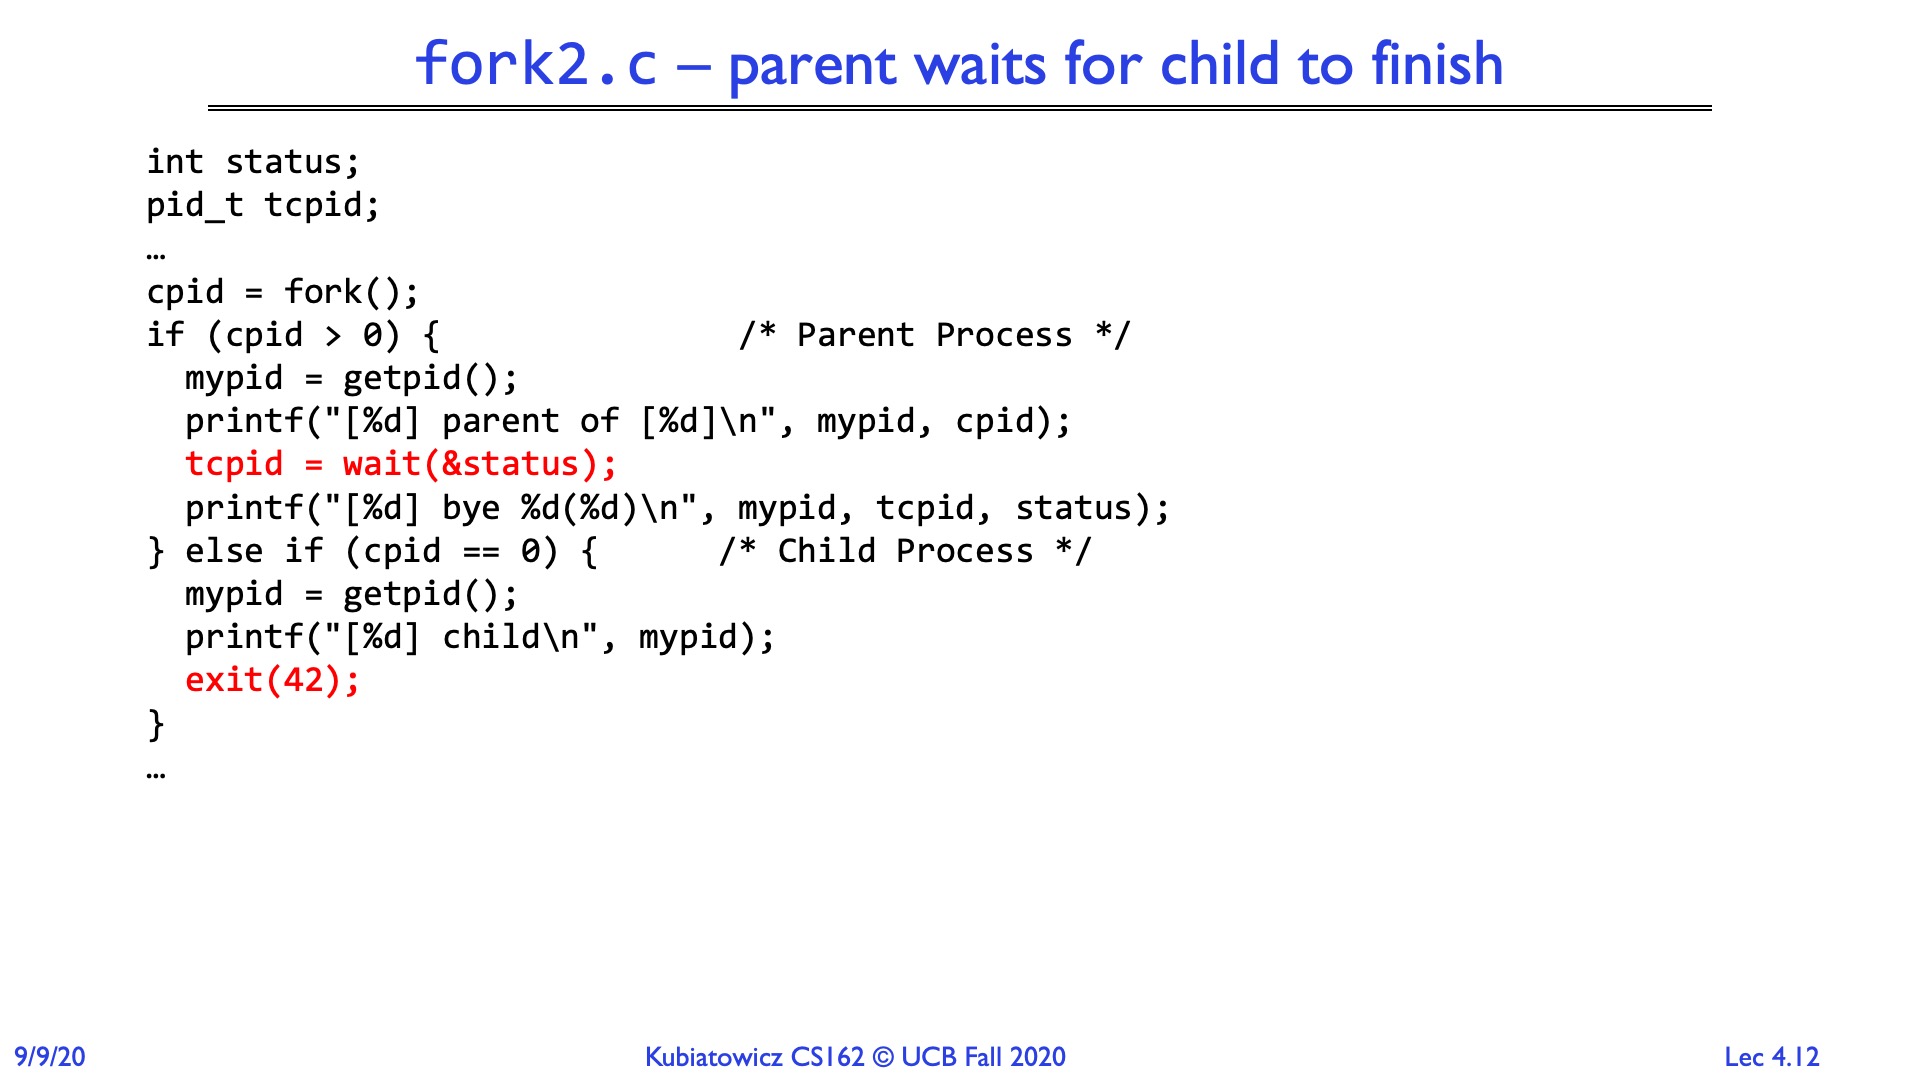 fork2.c – parent waits for child to finish
int status;
pid_t tcpid;
…
cpid = fork();
if (cpid > 0) {               /* Parent Process */
  mypid = getpid();
  printf("[%d] parent of [%d]\n", mypid, cpid);
  tcpid = wait(&status);
  printf("[%d] bye %d(%d)\n", mypid, tcpid, status);
} else if (cpid == 0) {      /* Child Process */
  mypid = getpid();
  printf("[%d] child\n", mypid);
  exit(42);
}
…
9/9/20 Kubiatowicz CS162 © UCB Fall 2020 Lec 4.12